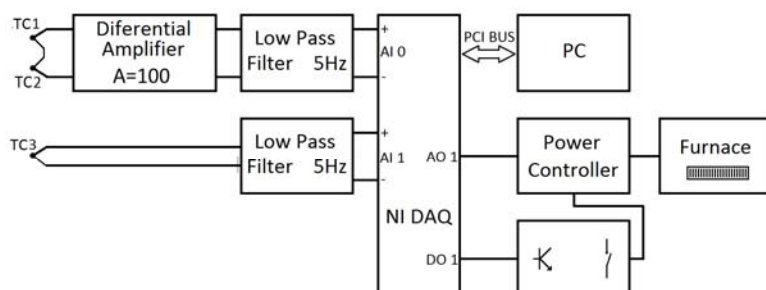 .TC1
TC2
Diferential
Amplifier
A=100
Low Pass
Filter 5Hz
+
AI 0
-
PCI BUS
PC
TC3
Low Pass
Filter 5Hz
+
AI 1
-
NI DAQ
AO 1
DO 1
Power
Controller
Furnace